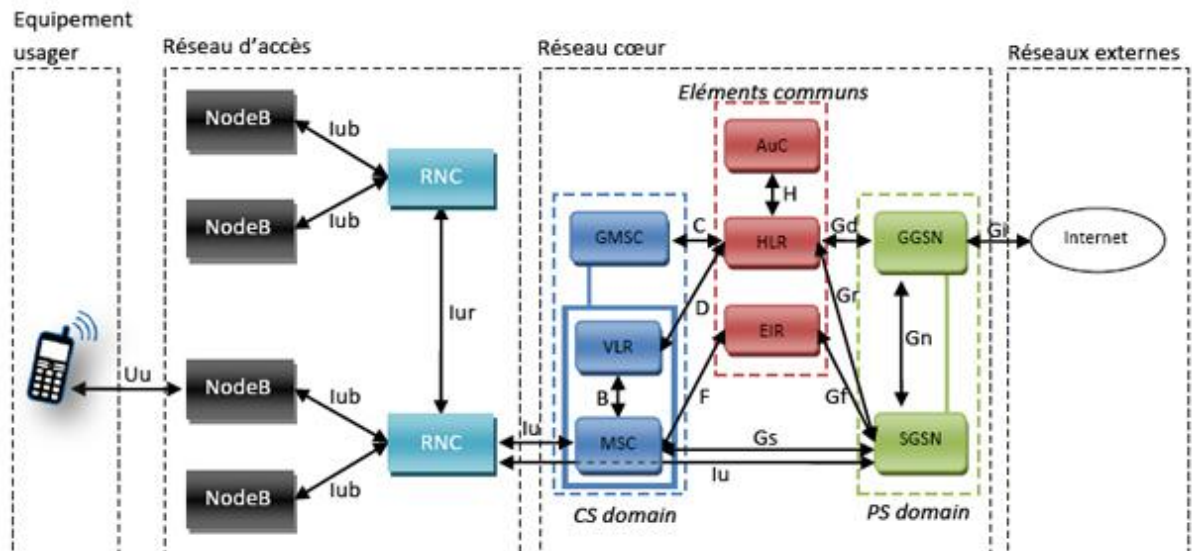 Equipement
usager
Réseau d'accès
Réseau cœur
Réseaux externes
Eléments communs
NodeB
Iub
AuC
RNC
H
Iub
NodeB
GMSC
C
HLR
Gd
GGSN
Gi
Internet
Iur
D
Gr
VLR
EIR
Gn
Uu
NodeB
Iub
B
F
Gf
RNC
Iu
MSC
Gs
SGSN
Iu
Iub
NodeB
CS domain
PS domain